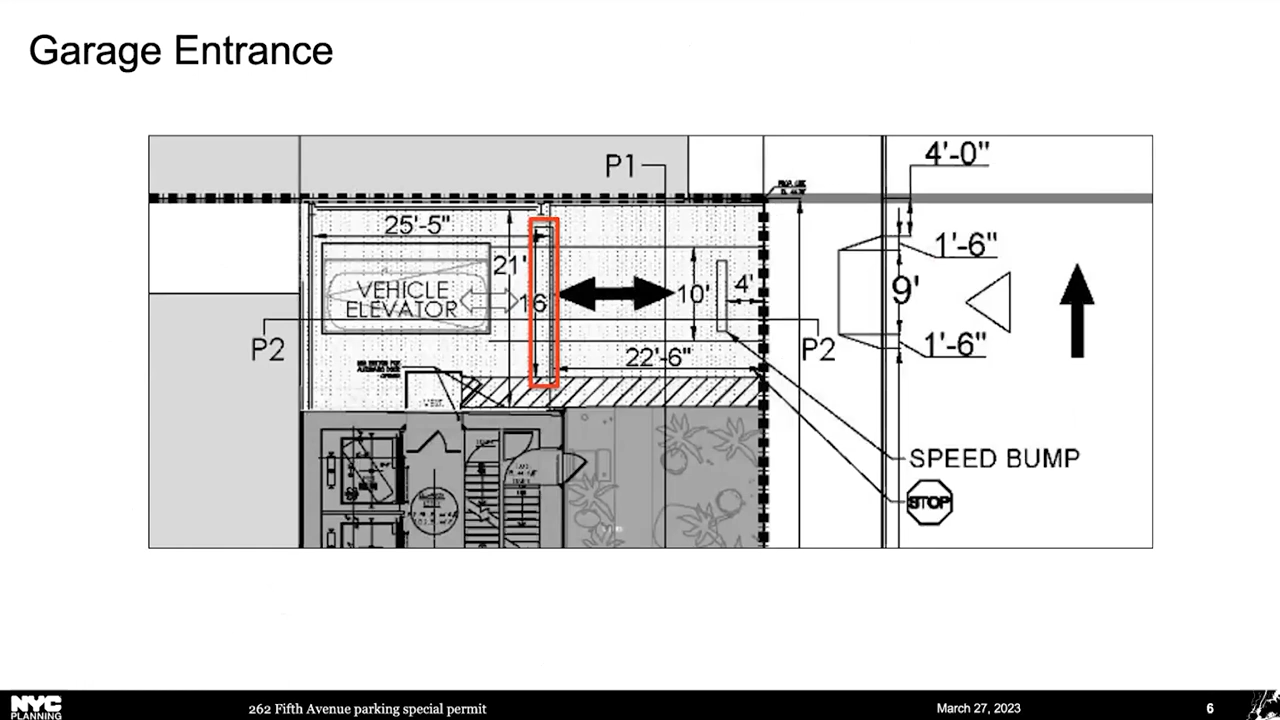 Garage Entrance
P1
4'-0"
25'-5"
1'-6"
21'
VEHICLE
ELEVATOR
16'
10'
4'
9'
P2
P2
1'-6"
22'-6"
SPEED BUMP
STOP
NYC
PLANNING
262 Fifth Avenue parking special permit
March 27, 2023
6